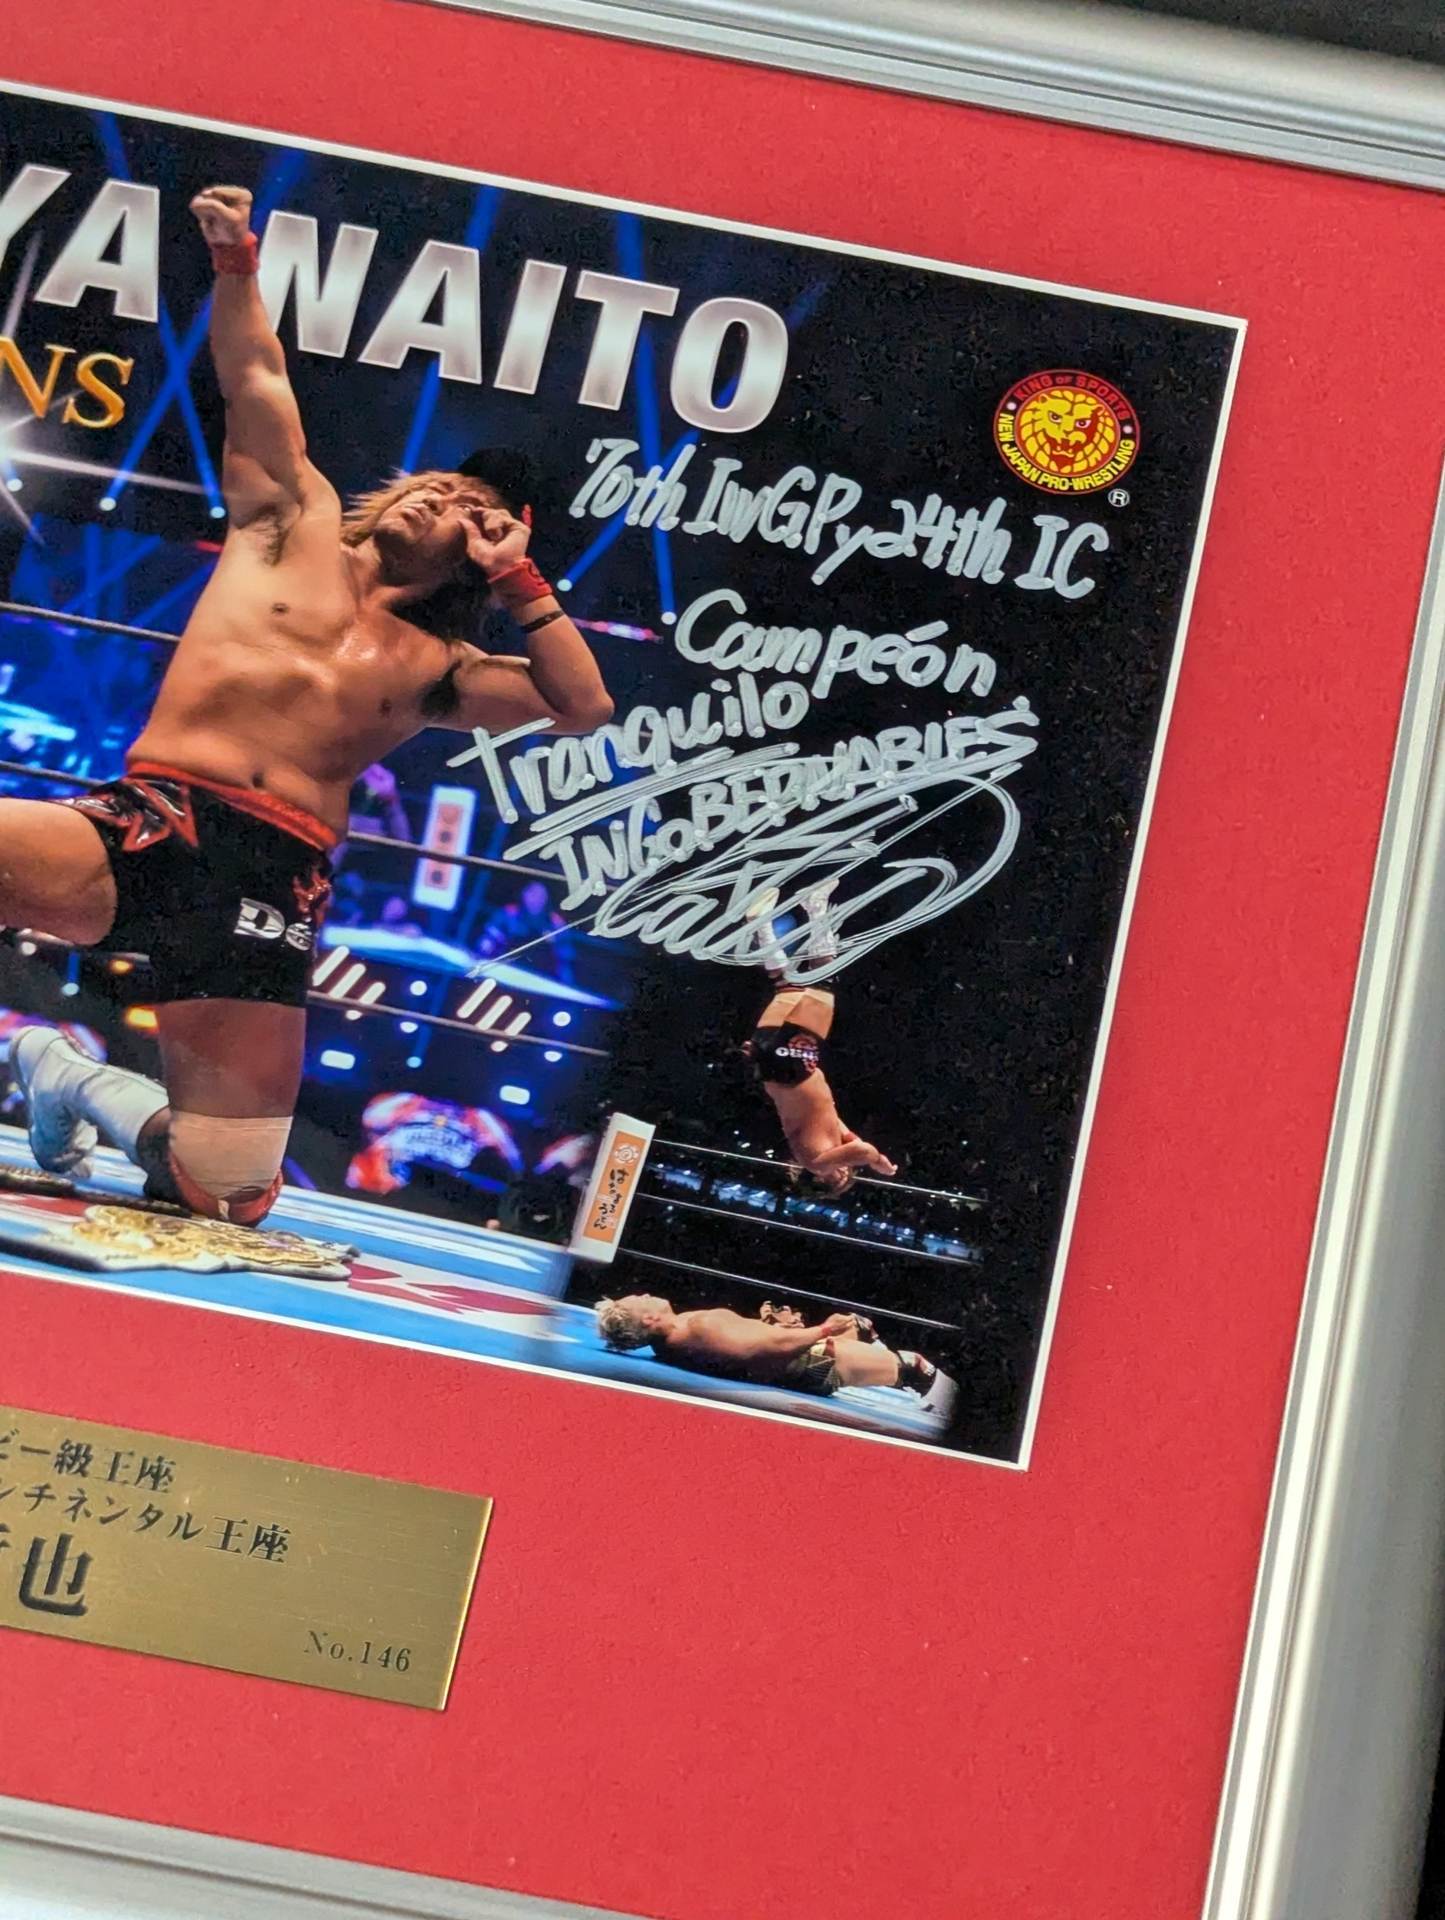 YA NAITO
NS
KING OF SPORTS
NEW JAPAN PRO-WRESTLING
®
70th IWGP y 24th IC
Campeón
Tranquilo
INGOBERNABLES
ビー級王座
ンチネンタル王座
也
No.146